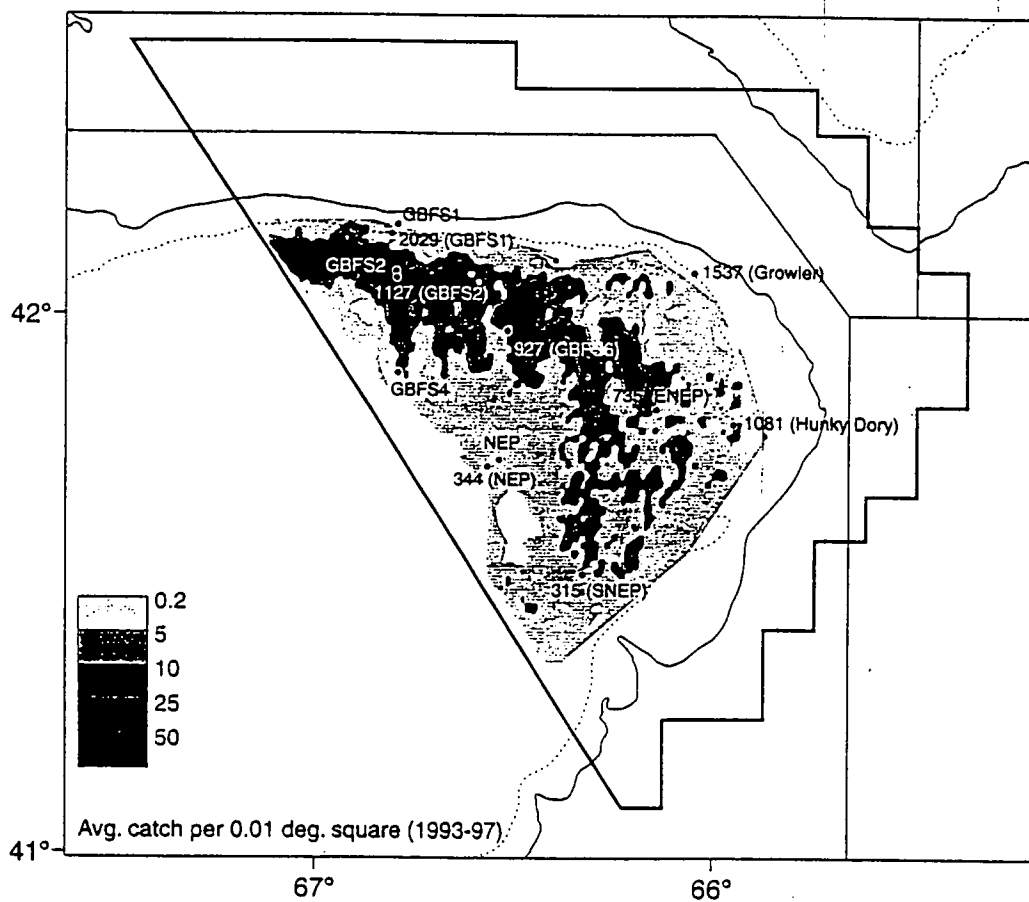 GBFS1
2029 (GBFS1)
GBFS2
1127 (GBFS2)
1537 (Growler)
42°
927 (GBFS6)
GBFS4
735 (ENEP)
1081 (Hunky Dory)
NEP
344 (NEP)
315 (SNEP)
0.2
5
10
25
50
Avg. catch per 0.01 deg. square (1993-97)
41°
67°
66°